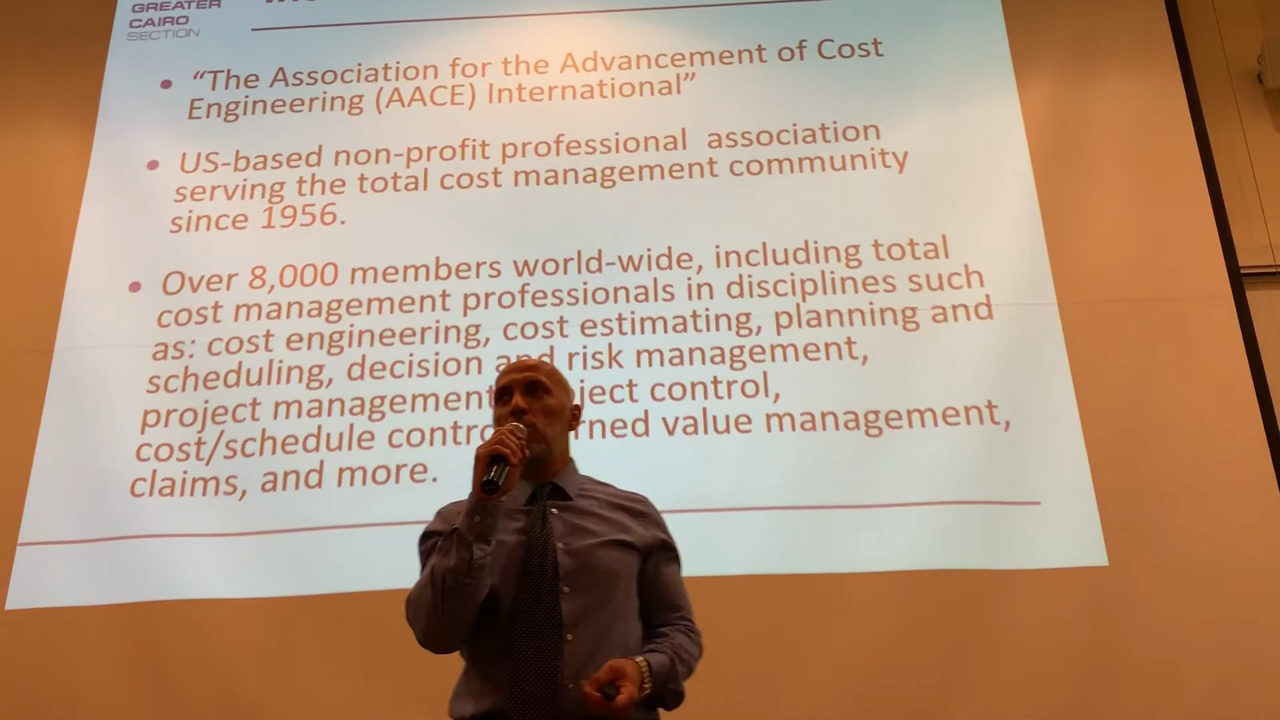 GREATER
CAIRO
SECTION
• “The Association for the Advancement of Cost
Engineering (AACE) International”
• US-based non-profit professional association
serving the total cost management community
since 1956.
• Over 8,000 members world-wide, including total
cost management professionals in disciplines such
as: cost engineering, cost estimating, planning and
scheduling, decision and risk management,
project management ject control,
cost/schedule contro rned value management,
claims, and more.